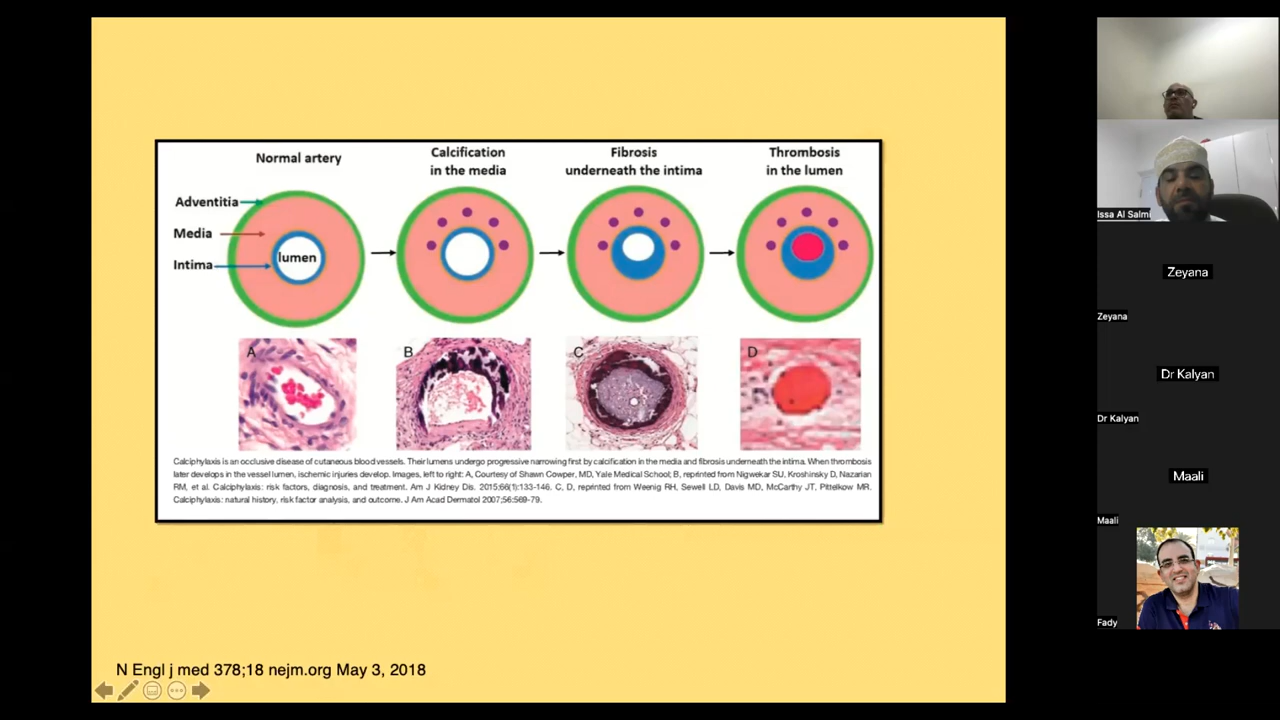 Normal artery
Calcification
in the media
Fibrosis
underneath the intima
Thrombosis
in the lumen
Adventitia
Media
Intima
lumen
A
B
C
D
Calciphylaxis is an occlusive disease of cutaneous blood vessels. Their lumens undergo progressive narrowing first by calcification in the media and fibrosis underneath the intima. When thrombosis
later develops in the vessel lumen, ischemic injuries develop. Images, left to right: A, Courtesy of Shawn Cowper, MD, Yale Medical School; B, reprinted from Nigwekar SU, Kroshinsky D, Nazarian
RM, et al. Calciphylaxis: risk factors, diagnosis, and treatment. Am J Kidney Dis. 2015;66(1):133-146. C, D, reprinted from Weenig RH, Sewell LD, Davis MD, McCarthy JT, Pittelkow MR.
Calciphylaxis: natural history, risk factor analysis, and outcome. J Am Acad Dermatol 2007;56:569-79.
N Engl j med 378;18 nejm.org May 3, 2018
Issa Al Salmi
Zeyana
Zeyana
Dr Kalyan
Dr Kalyan
Maali
Maali
Fady